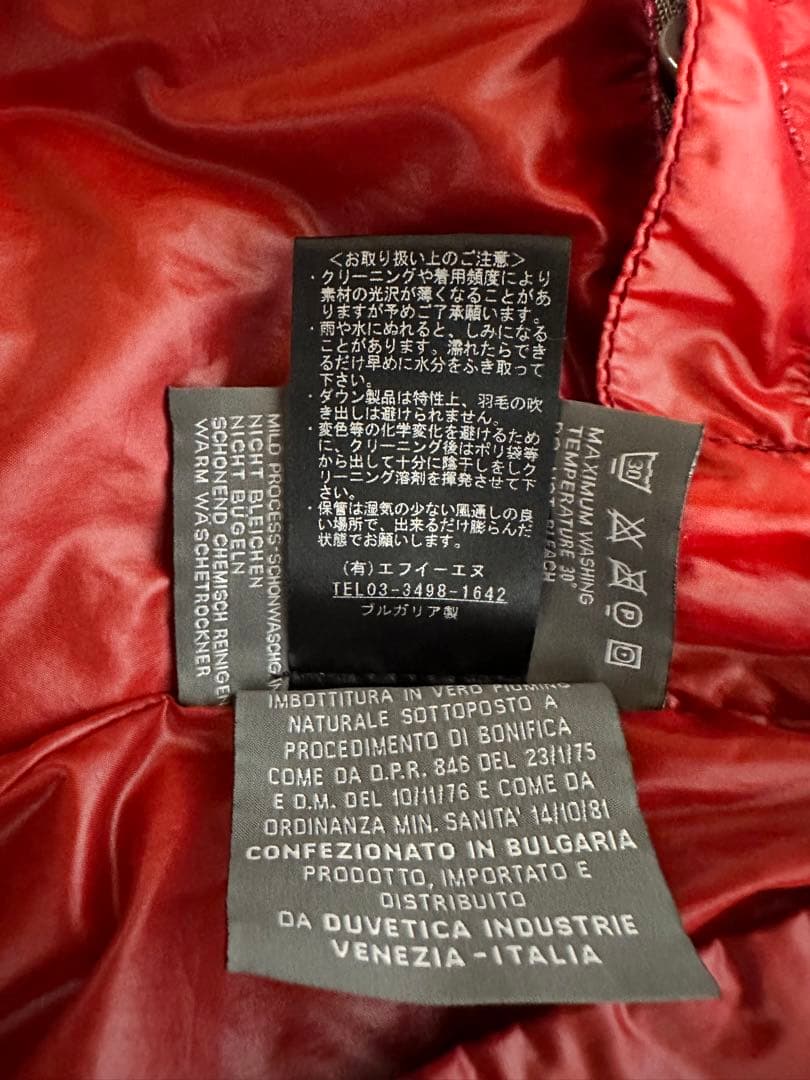 <お取り扱い上のご注意>
・クリーニングや着用頻度により
素材の光沢が薄くなることがあ
りますが予めご了承願います。
・雨や水にぬれると、しみになる
ことがあります。濡れたらでき
るだけ早めに水分をふき取って
下さい。
・ダウン製品は特性上、羽毛の吹
き出しは避けられません。
・変色等の化学変化を避けるため
に、クリーニング後はポリ袋等
から出して十分に陰干しをしク
リーニング溶剤を揮発させて下
さい。
・保管は湿気の少ない風通しの良
い場所で、出来るだけ膨らんだ
状態でお願いします。
(有)エフイーエヌ
TEL03-3498-1642
ブルガリア製
MILD PROCESS-SCHONWASCHGAN
NICHT BLEICHEN
NICHT BÜGELN
SCHONEND CHEMISCH REINIGEN
WARM WASCHETROCKNER
30
P
MAXIMUM WASHING
TEMPERATURE 30°
IMBOTTITURA IN VERO PIUMINO
NATURALE SOTTOPOSTO A
PROCEDIMENTO DI BONIFICA
COME DA D.P.R. 846 DEL 23/1/75
E D.M. DEL 10/11/76 E COME DA
ORDINANZA MIN. SANITA' 14/10/81
CONFEZIONATO IN BULGARIA
PRODOTTO, IMPORTATO E
DISTRIBUITO
DA DUVETICA INDUSTRIE
VENEZIA-ITALIA